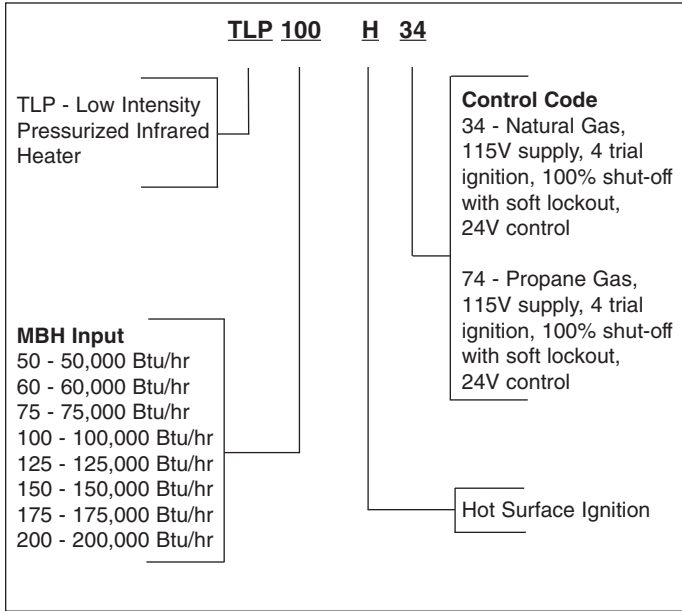 TLP 100 H 34
TLP - Low Intensity
Pressurized Infrared
Heater
Control Code
34 - Natural Gas,
115V supply, 4 trial
ignition, 100% shut-off
with soft lockout,
24V control
74 - Propane Gas,
115V supply, 4 trial
ignition, 100% shut-off
with soft lockout,
24V control
MBH Input
50 - 50,000 Btu/hr
60 - 60,000 Btu/hr
75 - 75,000 Btu/hr
100 - 100,000 Btu/hr
125 - 125,000 Btu/hr
150 - 150,000 Btu/hr
175 - 175,000 Btu/hr
200 - 200,000 Btu/hr
Hot Surface Ignition